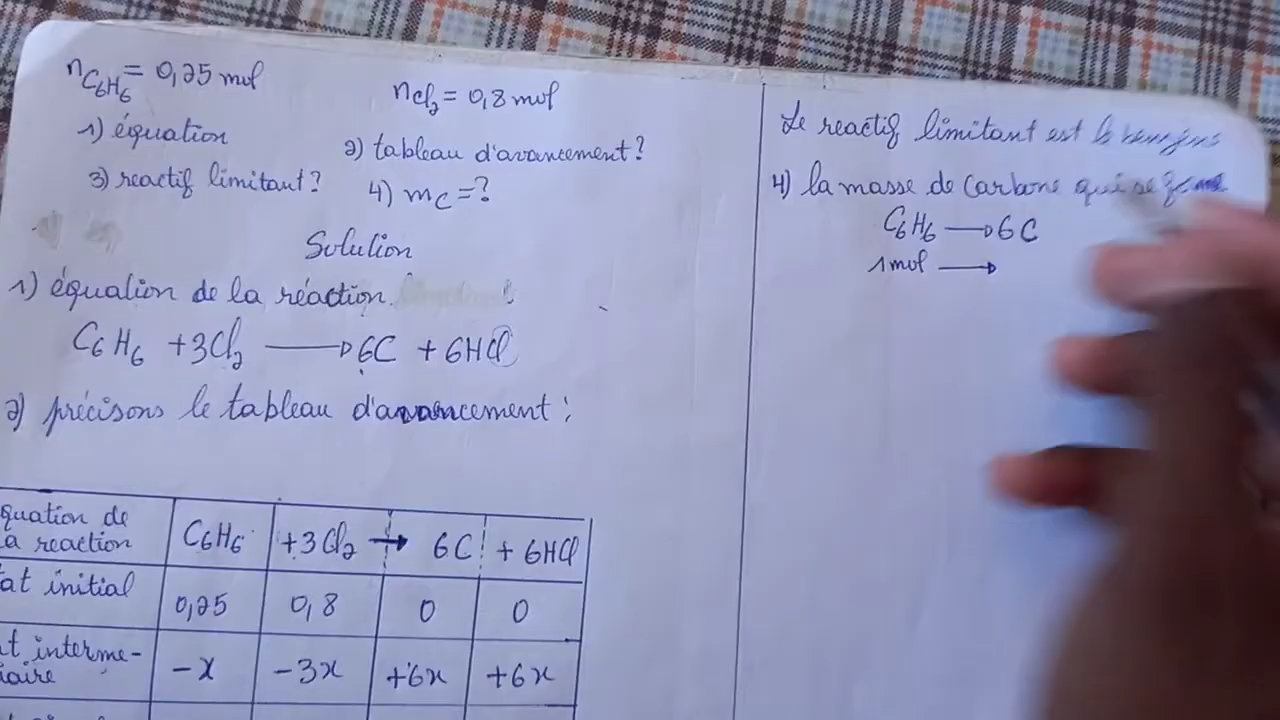 nC6H6 = 0,25 mol
nCl2 = 0,8 mol
1) équation
2) tableau d'avancement?
3) reactif limitant?
4) mC = ?
Solution
1) équation de la réaction.
C6H6 + 3Cl2 → 6C + 6HCl
2) précisons le tableau d'avancement :
quation de
a reaction
C6H6 + 3Cl2 → 6C + 6HCl
tat initial 0,25 0,8 0 0
t interme-
iaire
-x -3x +6x +6x
Le reactif limitant est le
4) la masse de carbone qui se
C6H6 → 6C
1mol →